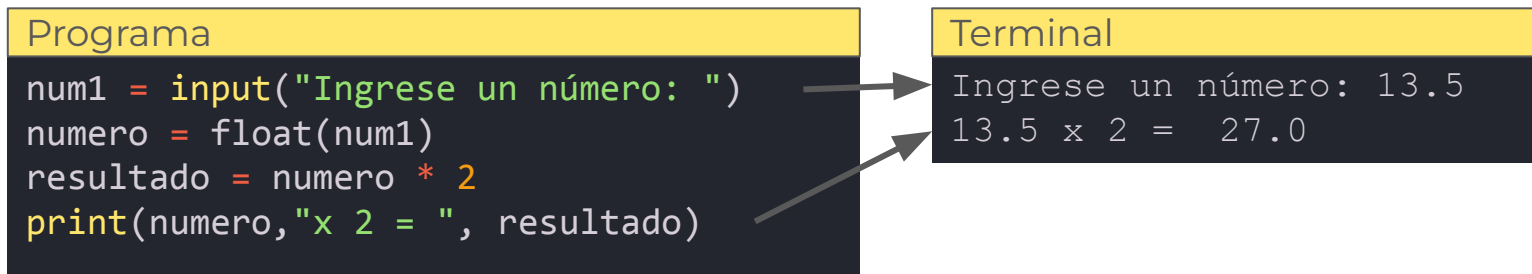 Programa
num1 = input("Ingrese un número: ")
numero = float(num1)
resultado = numero * 2
print(numero,"x 2 = ", resultado)
Terminal
Ingrese un número: 13.5
13.5 x 2 =  27.0